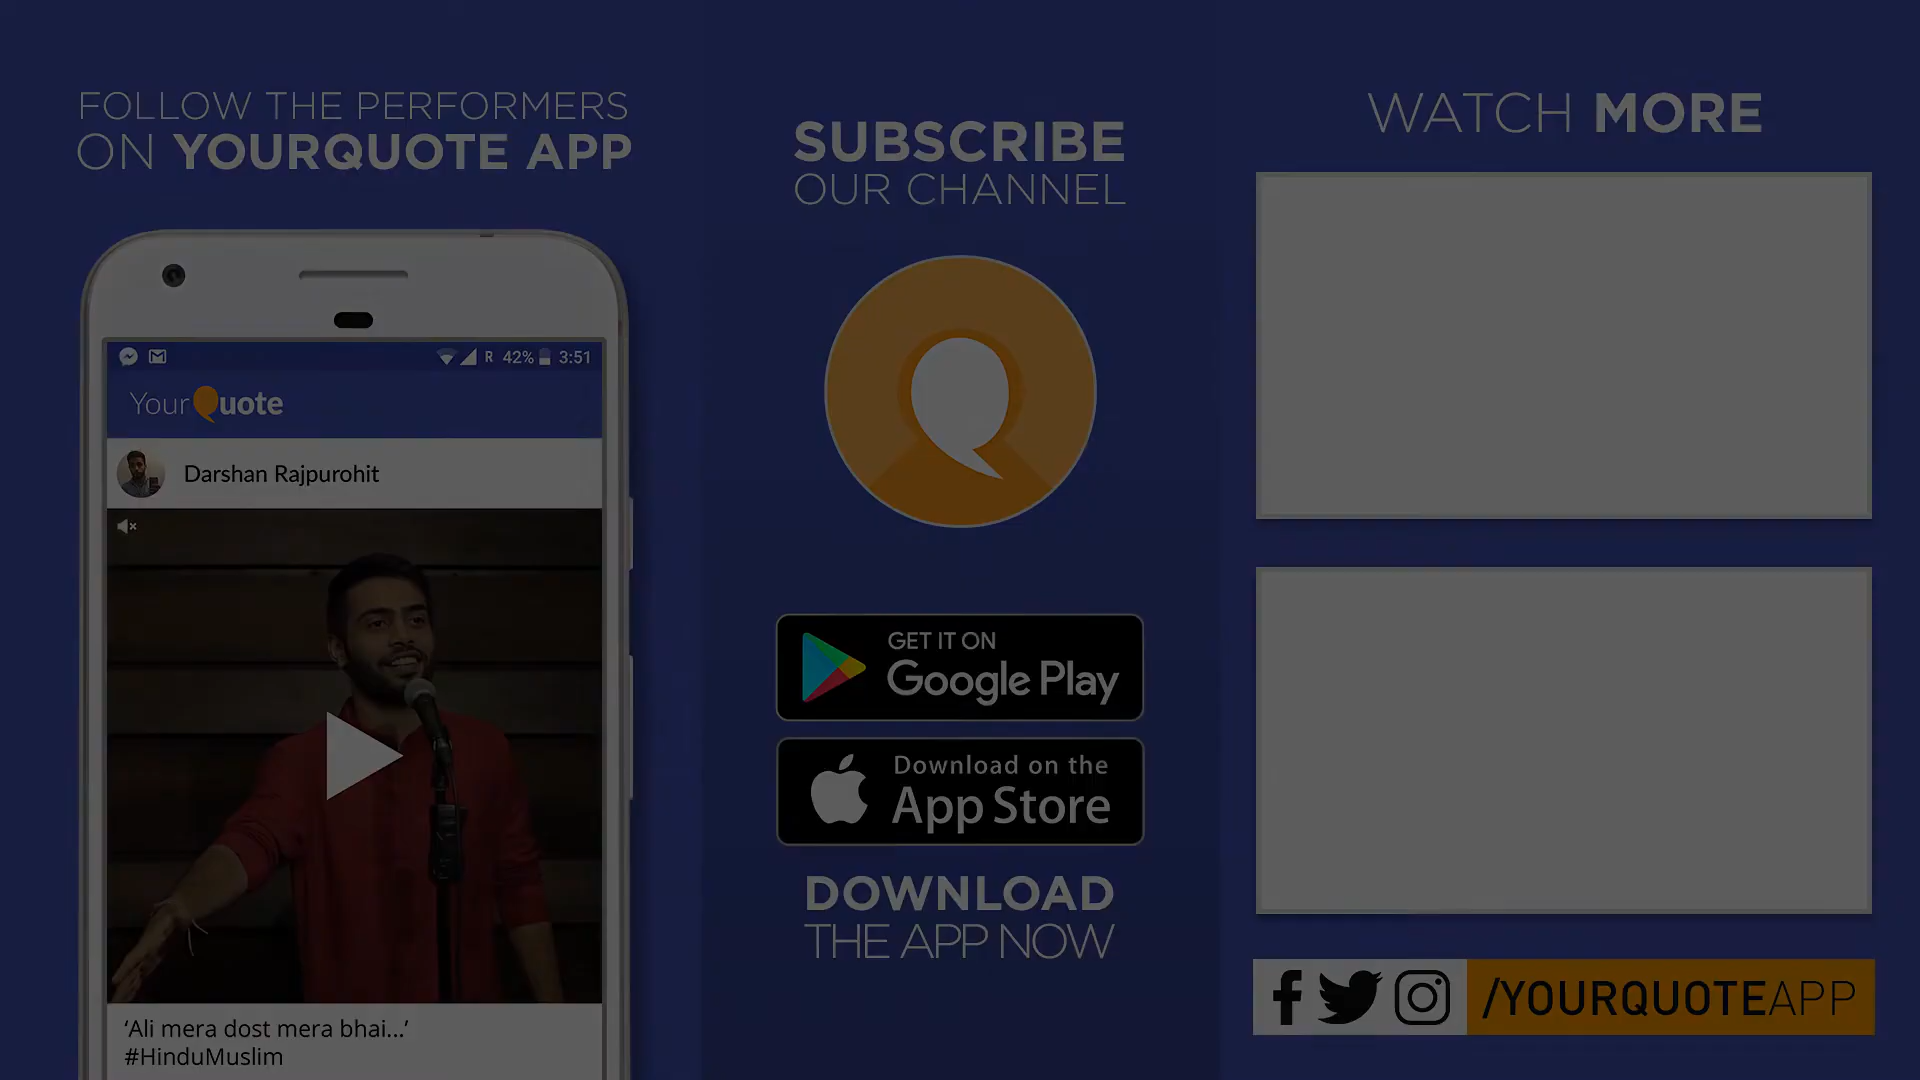 FOLLOW THE PERFORMERS
ON YOURQUOTE APP
R 42% 3:51
YourQuote
Darshan Rajpurohit
‘Ali mera dost mera bhai...’
#HinduMuslim
SUBSCRIBE
OUR CHANNEL
GET IT ON
Google Play
Download on the
App Store
DOWNLOAD
THE APP NOW
WATCH MORE
/YOURQUOTEAPP